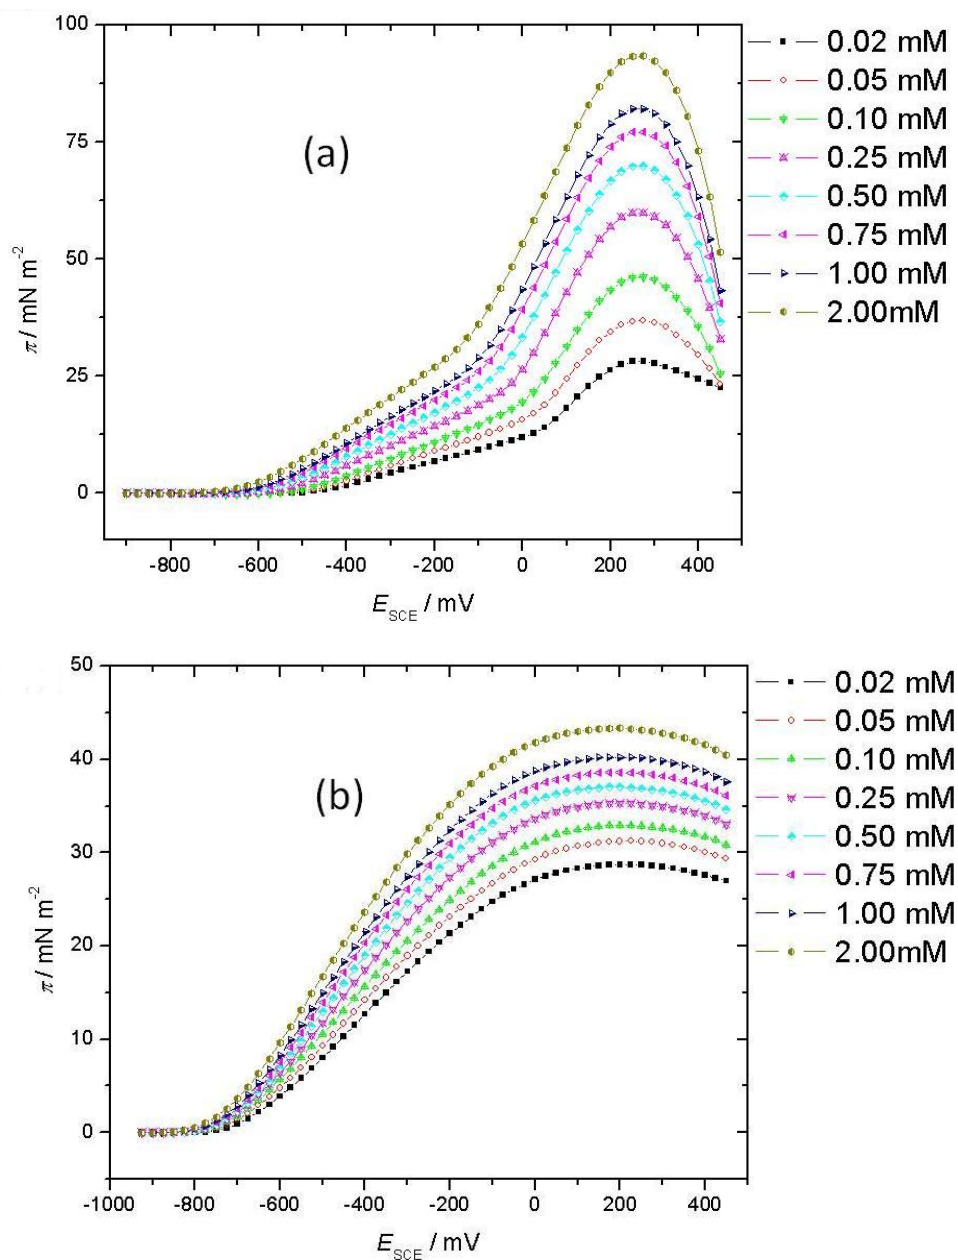 100
75
50
25
0
-800 -600 -400 -200 0 200 400
π / mN m⁻²
E_SCE / mV
(a)
0.02 mM
0.05 mM
0.10 mM
0.25 mM
0.50 mM
0.75 mM
1.00 mM
2.00mM
50
40
30
20
10
0
-1000 -800 -600 -400 -200 0 200 400
π / mN m⁻²
E_SCE / mV
(b)
0.02 mM
0.05 mM
0.10 mM
0.25 mM
0.50 mM
0.75 mM
1.00 mM
2.00mM